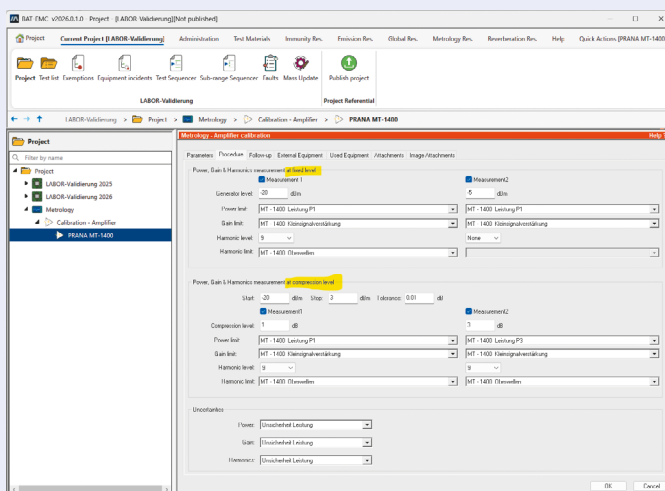 BAT-EMC v2026.0.1.0 - Project - [LABOR-Validierung][Not published]
Project Current Project [LABOR-Validierung] Administration Test Materials Immunity Res. Emission Res. Global Res. Metrology Res. Reverberation Res. Help Quick Actions [PRANA MT-1400
Project Test list Exemptions Equipment incidents Test Sequencer Sub-range Sequencer Faults Mass Update Publish project
LABOR-Validierung Project Referential
LABOR-Validierung > Project > Metrology > Calibration - Amplifier > PRANA MT-1400
Project
Filter by name
Project
LABOR-Validierung 2025
LABOR-Validierung 2026
Metrology
Calibration - Amplifier
PRANA MT-1400
Metrology - Amplifier calibration Help
Parameters Procedure Follow-up External Equipment Used Equipment Attachments Image Attachments
Power, Gain & Harmonics measurement at fixed level
Measurement 1 Measurement2
Generator level: -20 dBm -5 dBm
Power limit: MT - 1400 Leistung P1 MT - 1400 Leistung P1
Gain limit: MT - 1400 Kleinsignalverstärkung MT - 1400 Kleinsignalverstärkung
Harmonic level: 9 None
Harmonic limit: MT - 1400 Oberwellen
Power, Gain & Harmonics measurement at compression level
Start: -20 dBm Stop: 3 dBm Tolerance: 0.01 dB
Measurement1 Measurement2
Compression level: 1 dB 3 dB
Power limit: MT - 1400 Leistung P1 MT - 1400 Leistung P3
Gain limit: MT - 1400 Kleinsignalverstärkung MT - 1400 Kleinsignalverstärkung
Harmonic level: 9 9
Harmonic limit: MT - 1400 Oberwellen MT - 1400 Oberwellen
Uncertainties
Power: Unsicherheit Leistung
Gain: Unsicherheit Leistung
Harmonics: Unsicherheit Leistung
OK Cancel